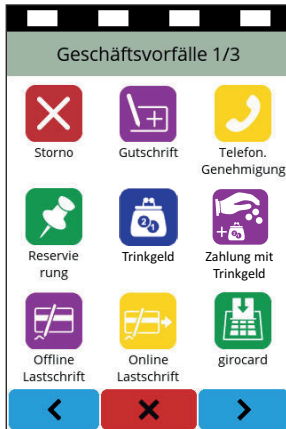 Geschäftsvorfälle 1/3
Storno
Gutschrift
Telefon.
Genehmigung
Reservie
rung
Trinkgeld
Zahlung mit
Trinkgeld
Offline
Lastschrift
Online
Lastschrift
girocard